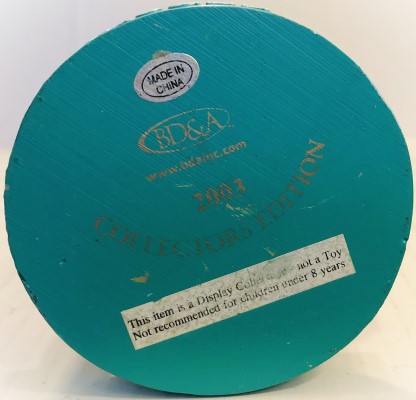 MADE IN
CHINA
BD&A
www.bdainc.com
2003
COLLECTORS EDITION
This item is a Display not a Toy
Not recommended for children under 8 years